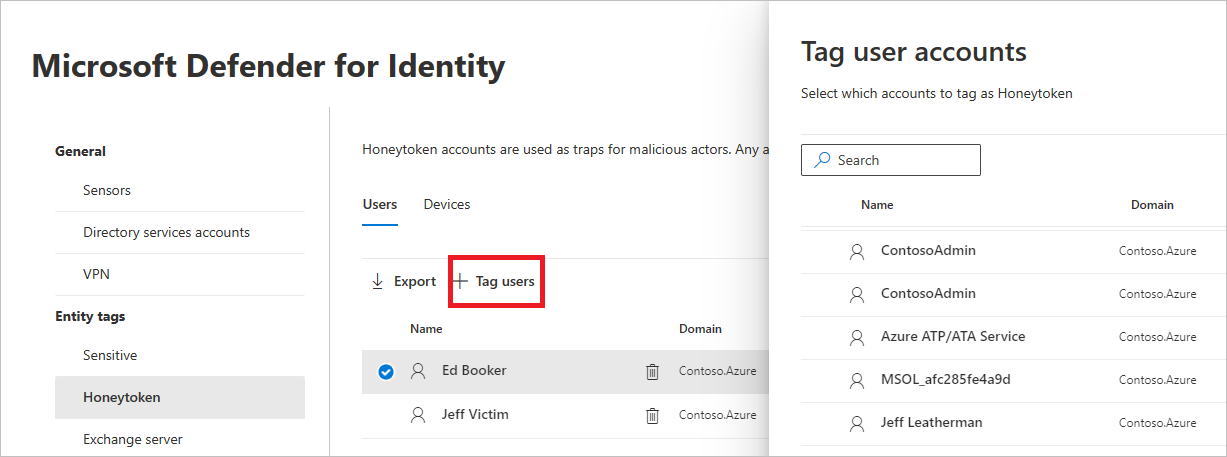 Microsoft Defender for Identity
General
Sensors
Directory services accounts
VPN
Entity tags
Sensitive
Honeytoken
Exchange server
Honeytoken accounts are used as traps for malicious actors. Any a
Users Devices
Export Tag users
Name Domain
Ed Booker Contoso.Azure
Jeff Victim Contoso.Azure
Tag user accounts
Select which accounts to tag as Honeytoken
Search
Name Domain
ContosoAdmin Contoso.Azure
ContosoAdmin Contoso.Azure
Azure ATP/ATA Service Contoso.Azure
MSOL_afc285fe4a9d Contoso.Azure
Jeff Leatherman Contoso.Azure